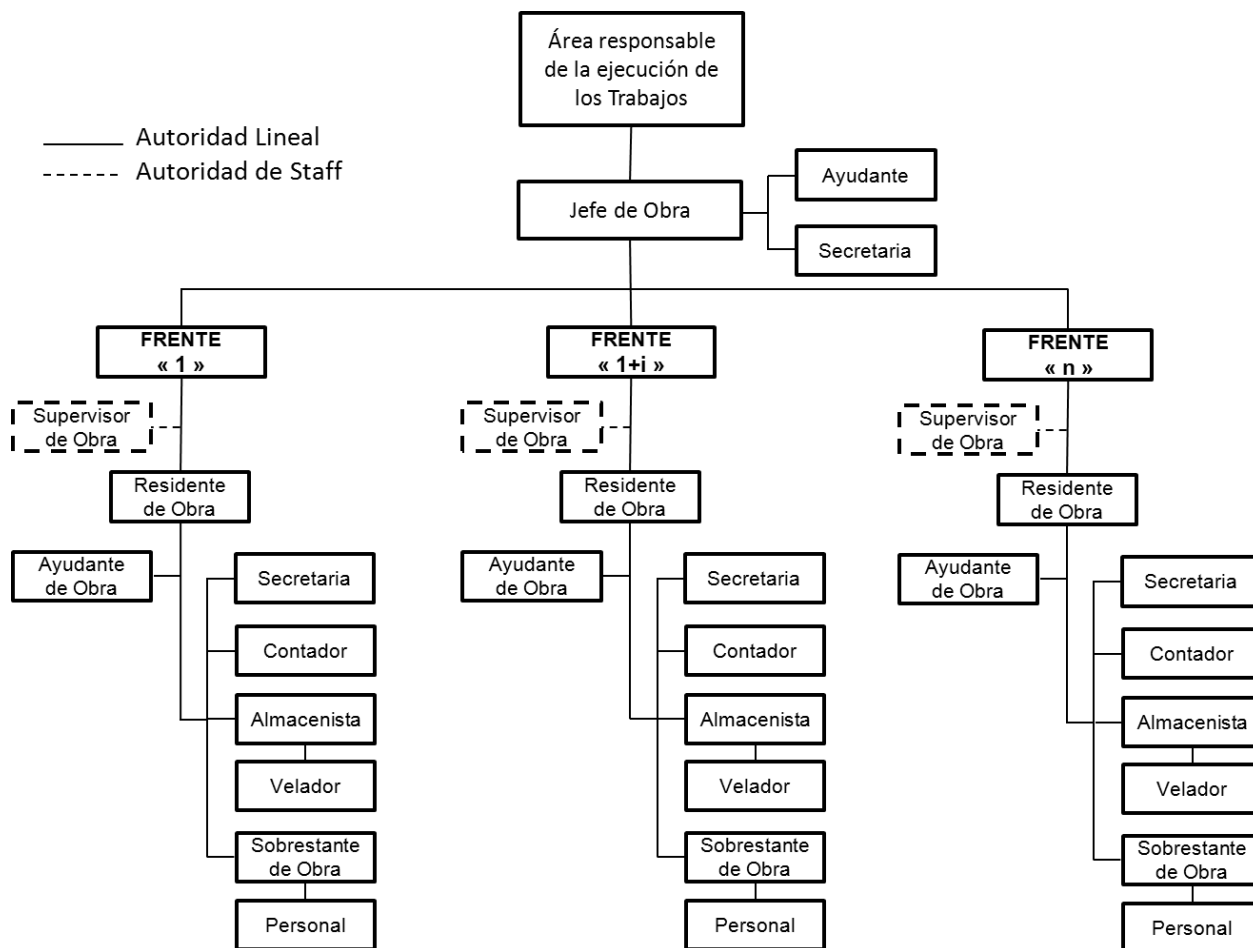 Área responsable
de la ejecución de
los Trabajos
Autoridad Lineal
Autoridad de Staff
Ayudante
Jefe de Obra
Secretaria
FRENTE
« 1 »
Supervisor
de Obra
Residente
de Obra
Ayudante
de Obra
Secretaria
Contador
Almacenista
Velador
Sobrestante
de Obra
Personal
FRENTE
« 1+i »
Supervisor
de Obra
Residente
de Obra
Ayudante
de Obra
Secretaria
Contador
Almacenista
Velador
Sobrestante
de Obra
Personal
FRENTE
« n »
Supervisor
de Obra
Residente
de Obra
Ayudante
de Obra
Secretaria
Contador
Almacenista
Velador
Sobrestante
de Obra
Personal